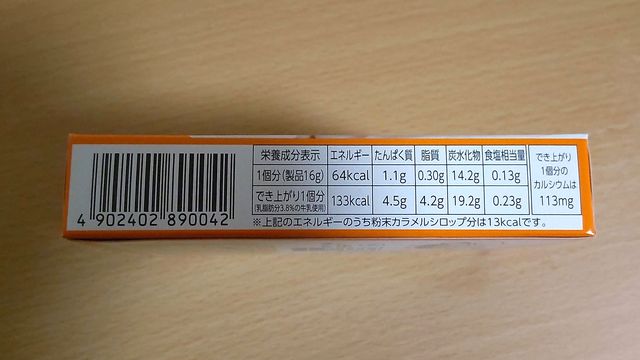 栄養成分表示 エネルギー たんぱく質 脂質 炭水化物 食塩相当量
1個分(製品16g) 64kcal 1.1g 0.30g 14.2g 0.13g
でき上がり1個分 133kcal 4.5g 4.2g 19.2g 0.23g
(乳脂肪分3.8%の牛乳使用)
※上記のエネルギーのうち粉末カラメルシロップ分は13kcalです。
でき上がり
1個分の
カルシウムは
113mg
4 902402 890042